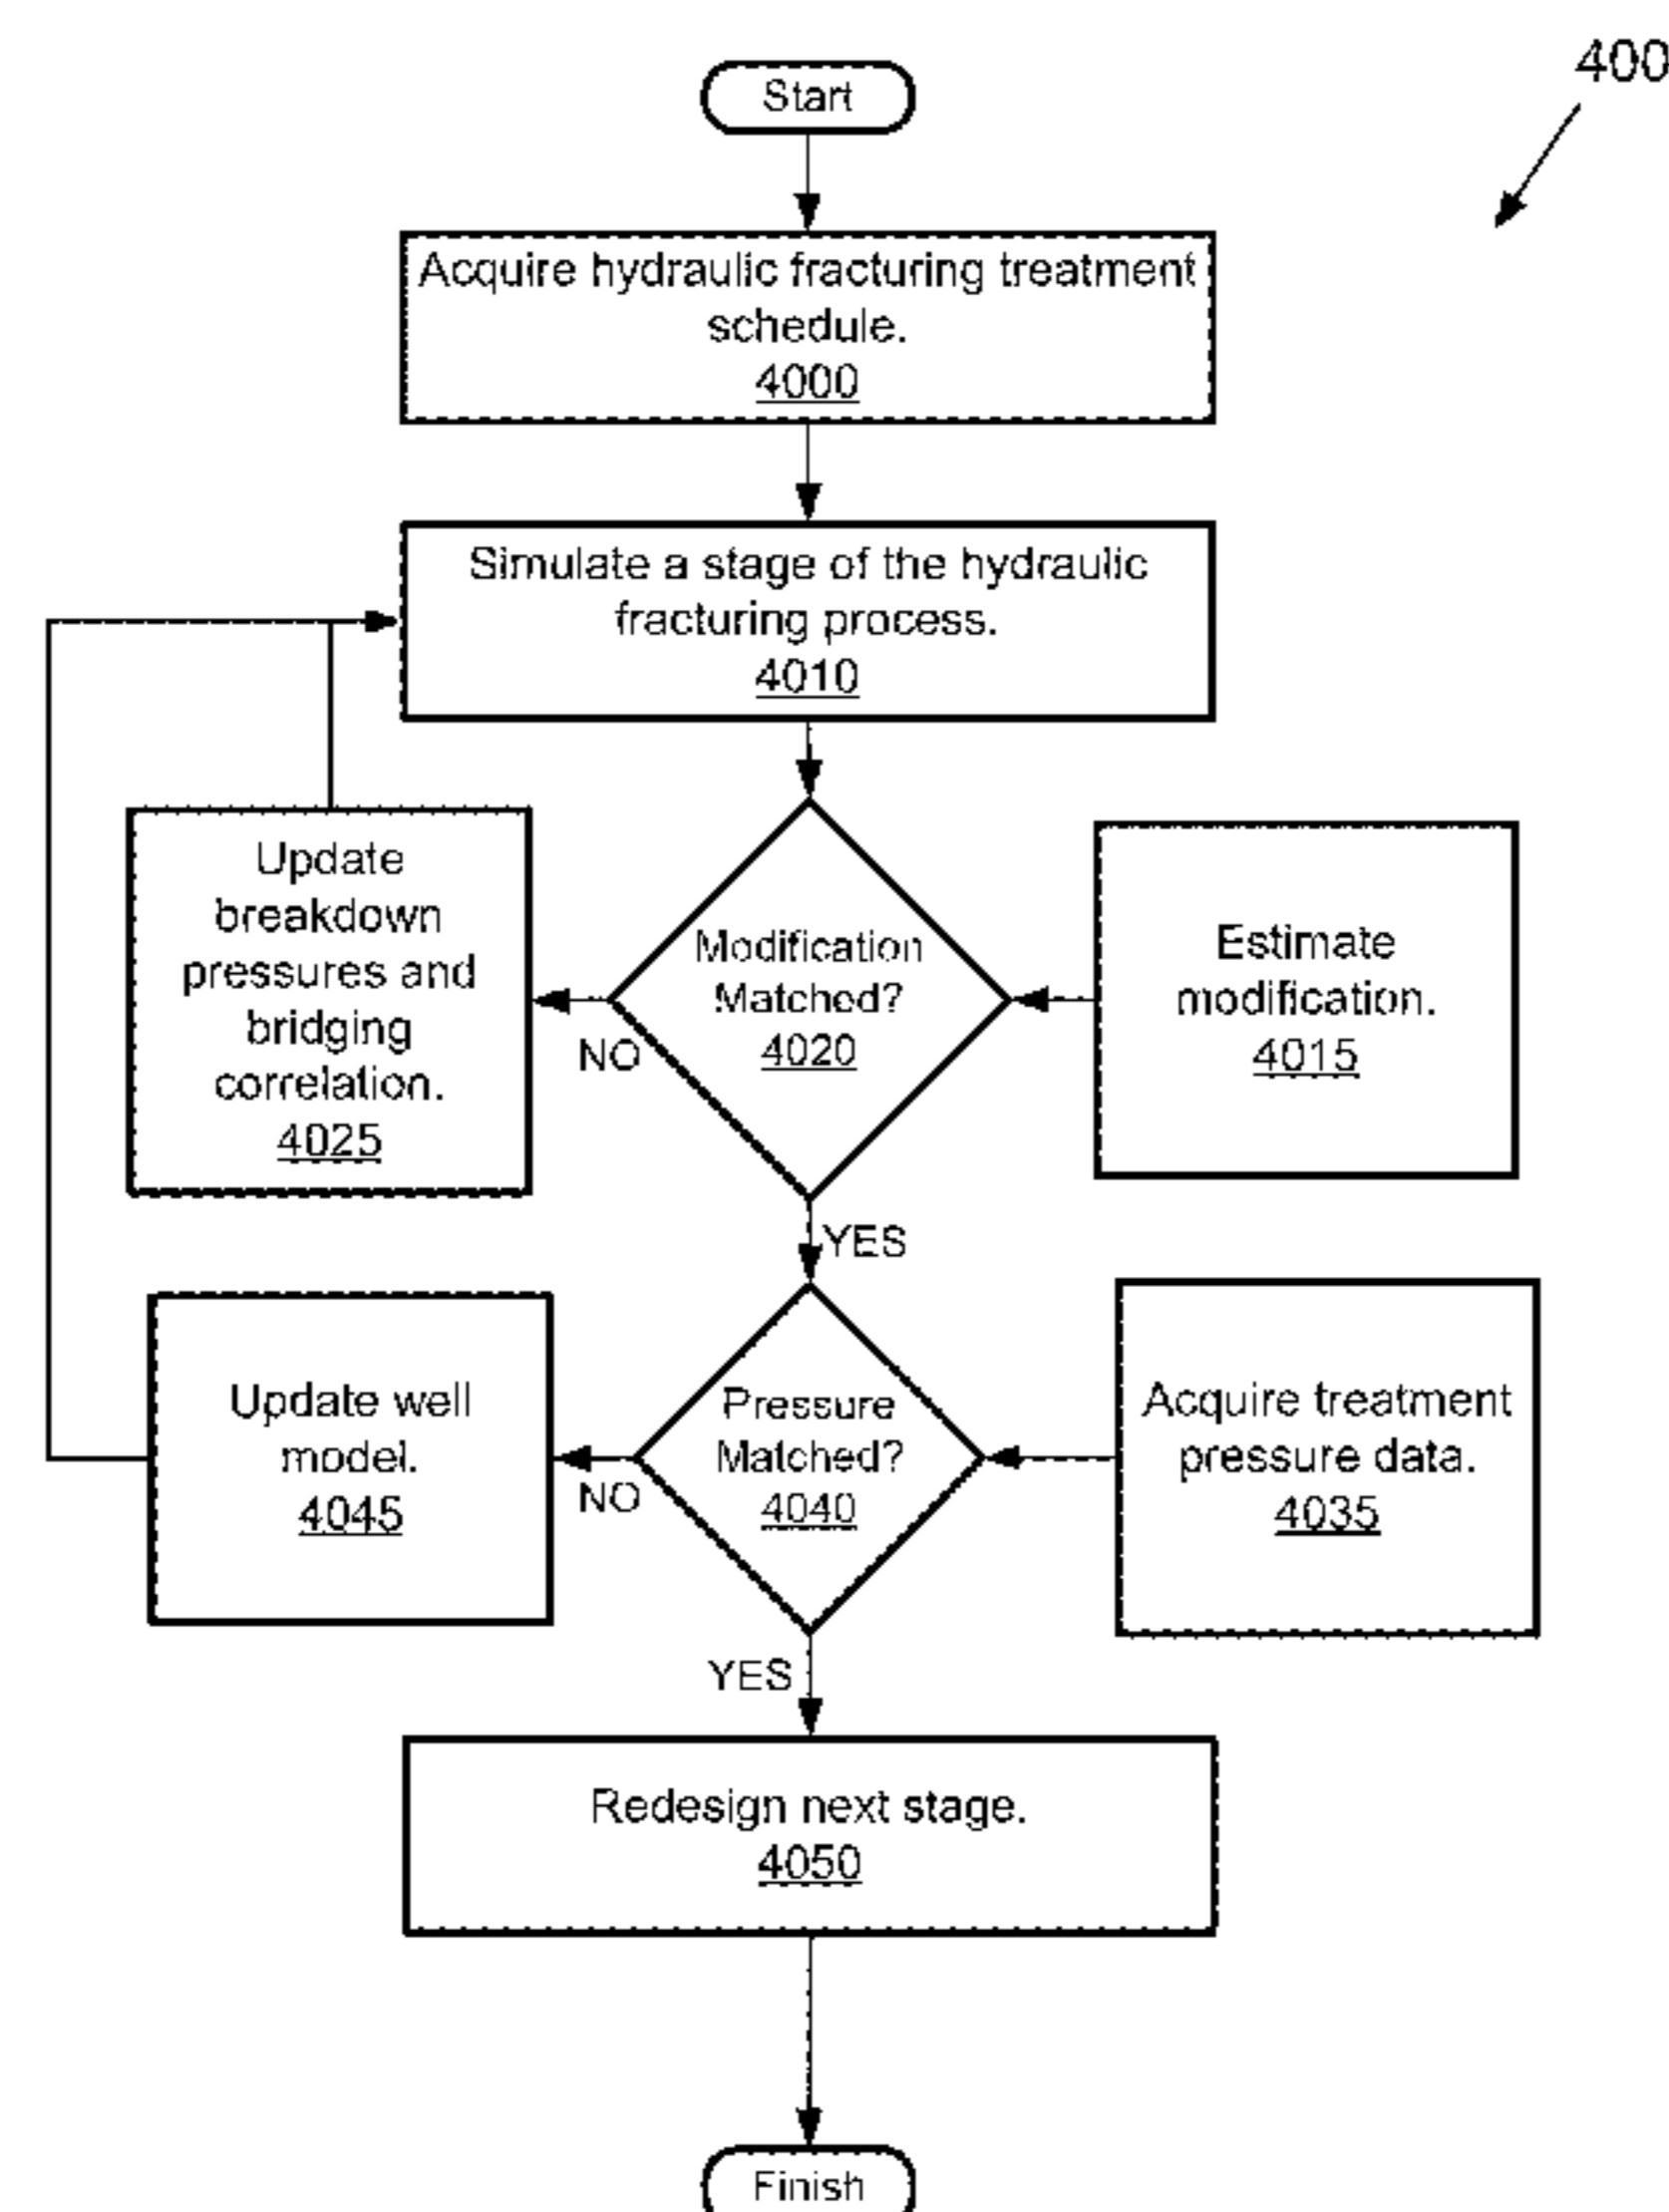 400
Start
Acquire hydraulic fracturing treatment
schedule.
4000
Simulate a stage of the hydraulic
fracturing process.
4010
Update
breakdown
pressures and
bridging
correlation.
4025
NO
Modification
Matched?
4020
Estimate
modification.
4015
YES
Update well
model.
4045
NO
Pressure
Matched?
4040
Acquire treatment
pressure data.
4035
YES
Redesign next stage.
4050
Finish